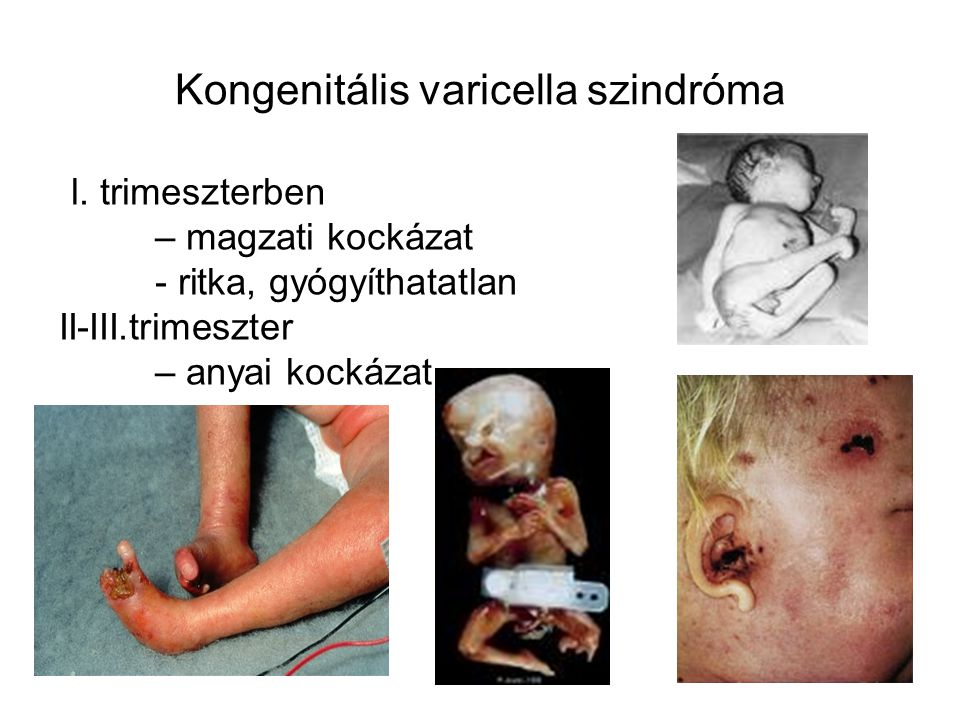 Kongenitális varicella szindróma
I. trimeszterben
– magzati kockázat
- ritka, gyógyíthatatlan
II-III.trimeszter
– anyai kockázat